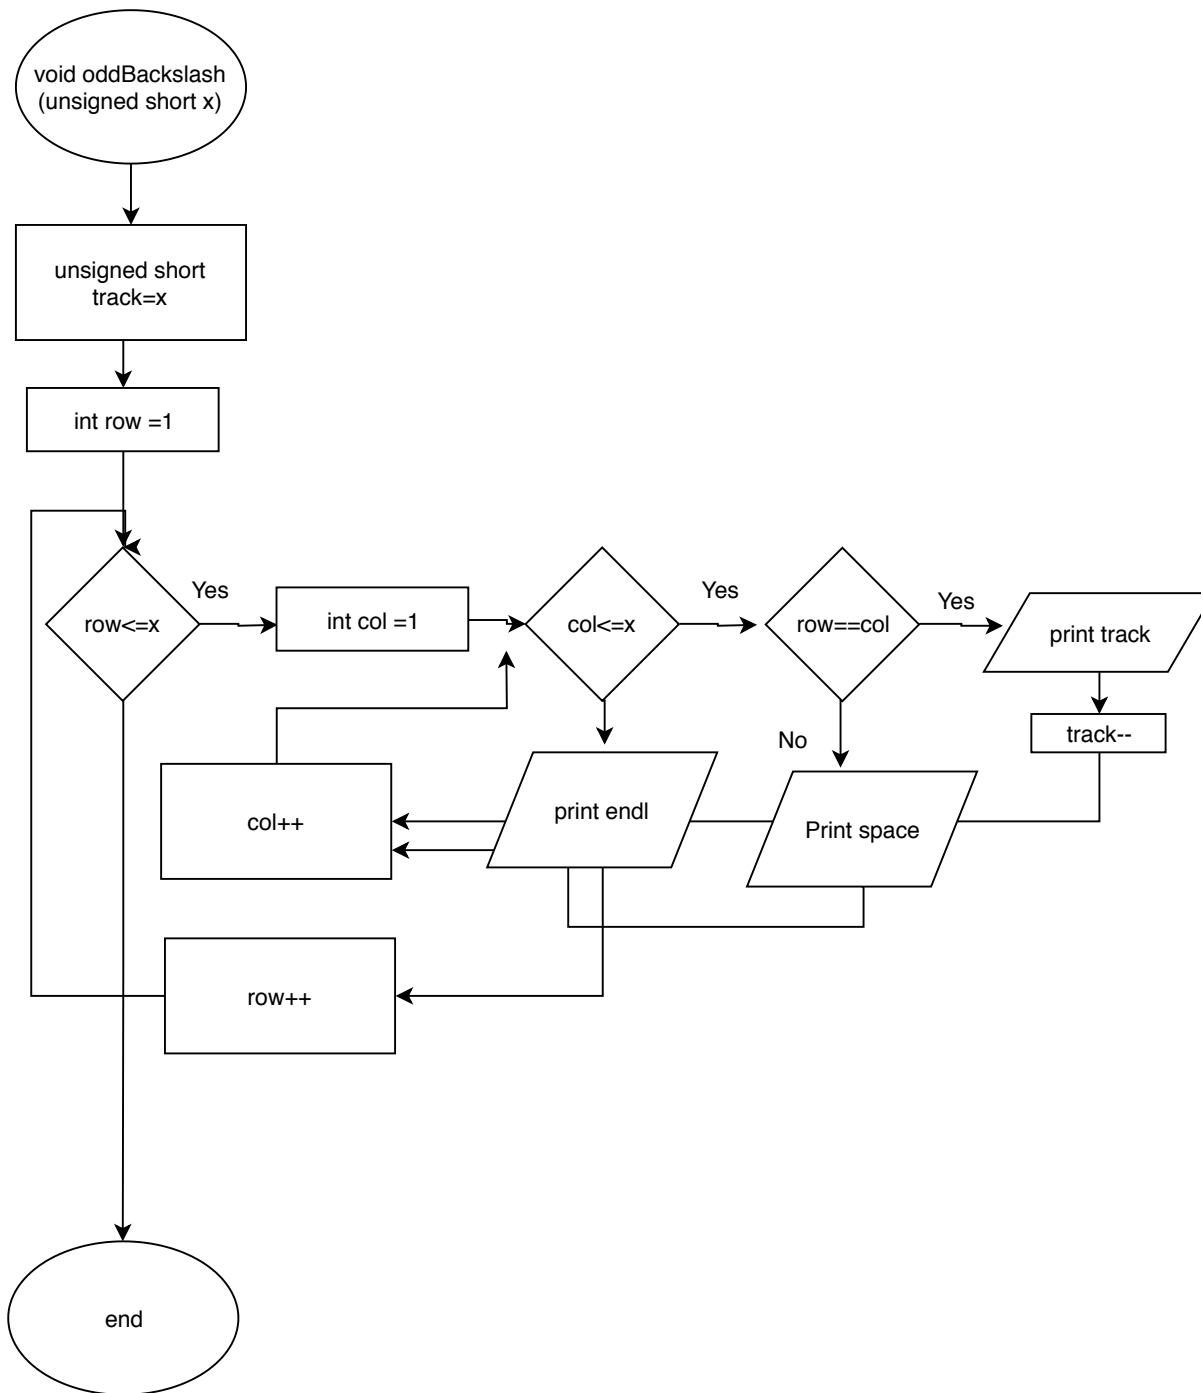 void oddBackslash
(unsigned short x)
unsigned short
track=x
int row =1
row<=x
Yes
int col =1
col<=x
Yes
row==col
Yes
print track
track--
No
Print space
print endl
col++
row++
end